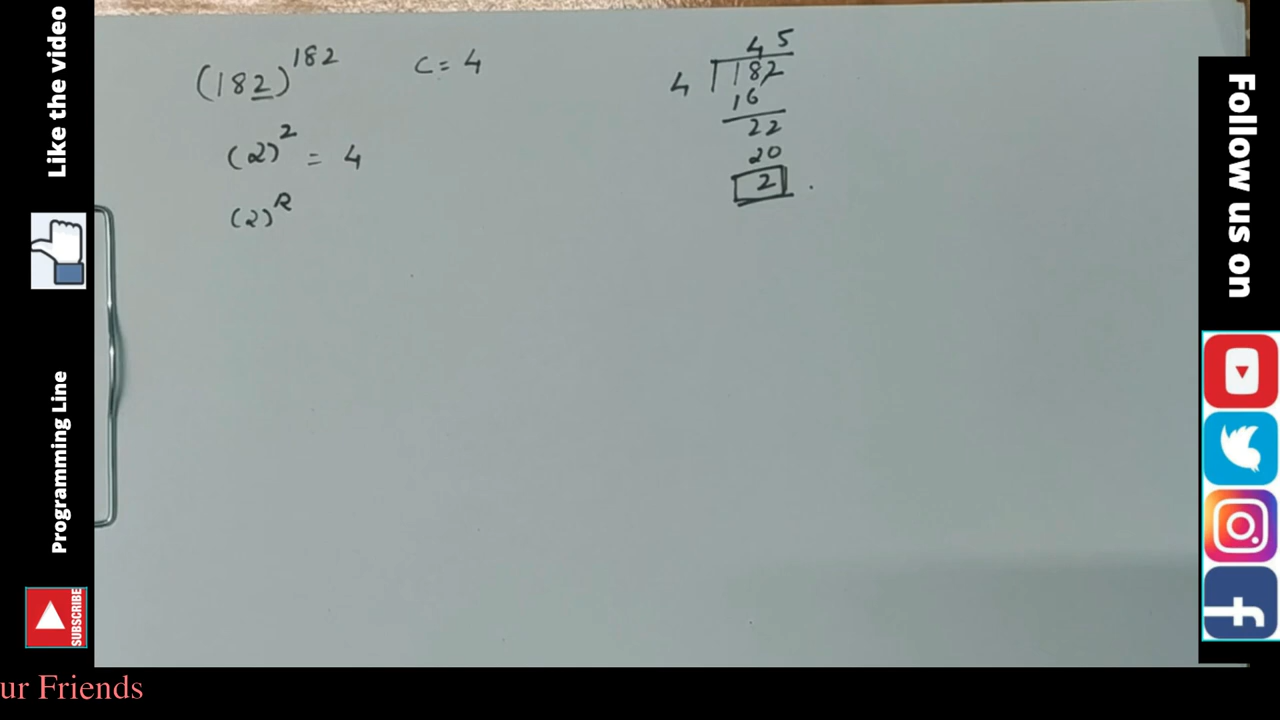 Like the video
Programming Line
SUBSCRIBE
(182)^182 C = 4
(2)^2 = 4
(2)^R
45
4 182
16
22
20
2 .
Follow us on
ur Friends